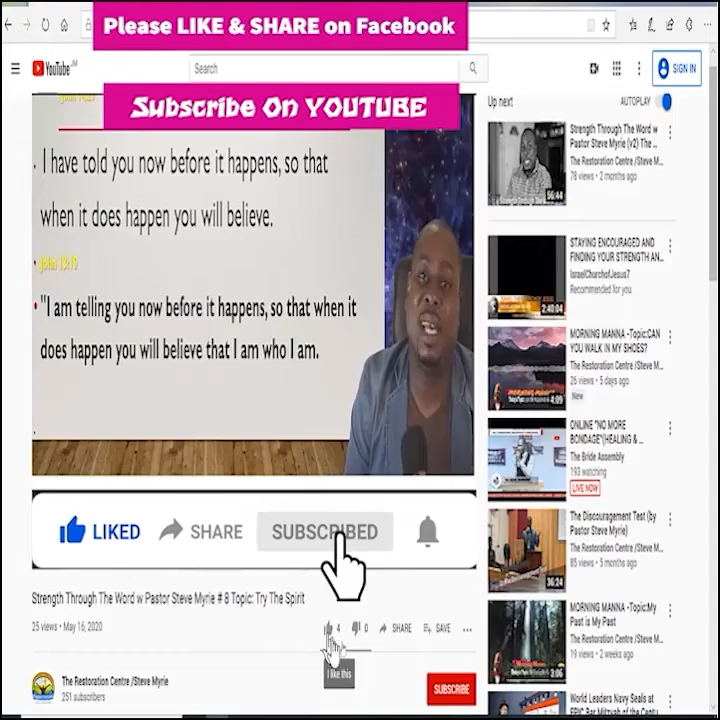 Please LIKE & SHARE on Facebook
YouTube JM
Search
SIGN IN
Subscribe On YOUTUBE
Up next
AUTOPLAY
I have told you now before it happens, so that
when it does happen you will believe.
John 13:19
"I am telling you now before it happens, so that when it
does happen you will believe that I am who I am.
LIKED
SHARE
SUBSCRIBED
Strength Through The Word w Pastor Steve Myrie # 8 Topic: Try The Spirit
25 views • May 16, 2020
4
0
SHARE
SAVE
I like this
The Restoration Centre /Steve Myrie
251 subscribers
SUBSCRIBE
Strength Through The Word w
Pastor Steve Myrie (v2) The ...
The Restoration Centre /Steve M...
78 views • 2 months ago
56:44
STAYING ENCOURAGED AND
FINDING YOUR STRENGTH AN...
IsraelChurchofJesus7
Recommended for you
2:40:04
MORNING MANNA -Topic:CAN
YOU WALK IN MY SHOES?
The Restoration Centre /Steve M...
26 views • 5 days ago
New
4:09
ONLINE "NO MORE
BONDAGE"(HEALING & ...
The Bride Assembly
193 watching
LIVE NOW
The Discouragement Test (by
Pastor Steve Myrie)
The Restoration Centre /Steve M...
85 views • 5 months ago
36:24
MORNING MANNA -Topic:My
Past is My Past
The Restoration Centre /Steve M...
19 views • 2 weeks ago
3:06
World Leaders Navy Seals at